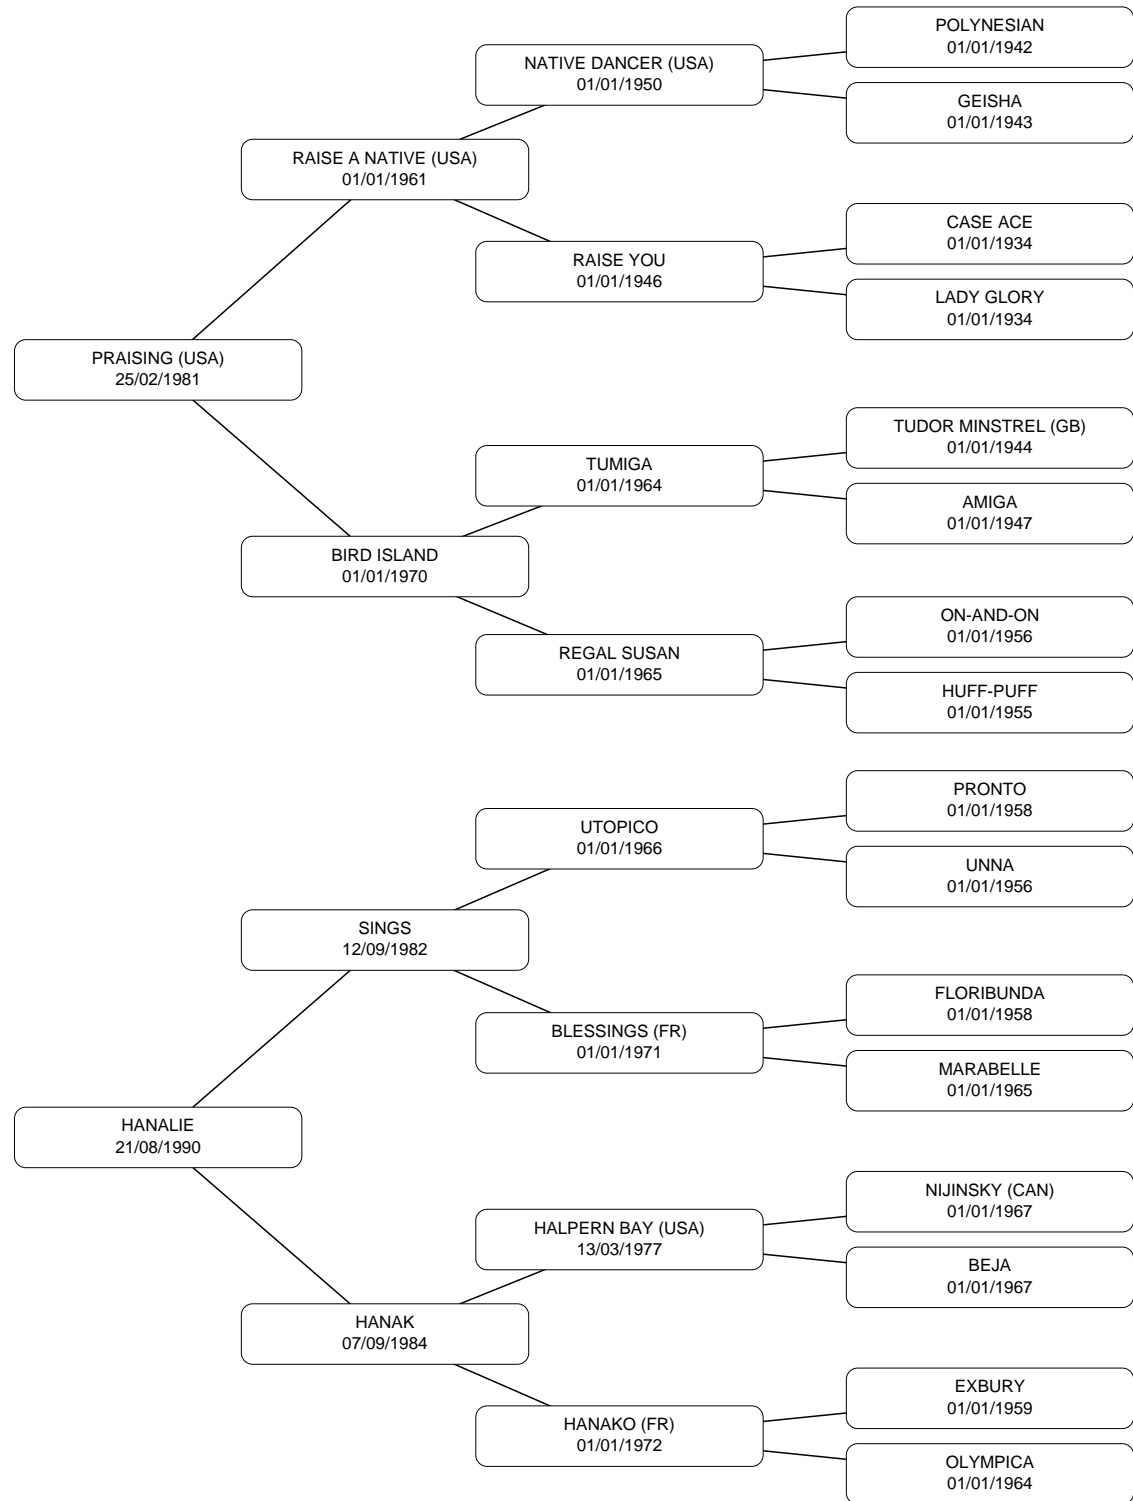 POLYNESIAN
01/01/1942
NATIVE DANCER (USA)
01/01/1950
GEISHA
01/01/1943
RAISE A NATIVE (USA)
01/01/1961
CASE ACE
01/01/1934
RAISE YOU
01/01/1946
LADY GLORY
01/01/1934
PRAISING (USA)
25/02/1981
TUDOR MINSTREL (GB)
01/01/1944
TUMIGA
01/01/1964
AMIGA
01/01/1947
BIRD ISLAND
01/01/1970
ON-AND-ON
01/01/1956
REGAL SUSAN
01/01/1965
HUFF-PUFF
01/01/1955
PRONTO
01/01/1958
UTOPICO
01/01/1966
UNNA
01/01/1956
SINGS
12/09/1982
FLORIBUNDA
01/01/1958
BLESSINGS (FR)
01/01/1971
MARABELLE
01/01/1965
HANALIE
21/08/1990
NIJINSKY (CAN)
01/01/1967
HALPERN BAY (USA)
13/03/1977
BEJA
01/01/1967
HANAK
07/09/1984
EXBURY
01/01/1959
HANAKO (FR)
01/01/1972
OLYMPICA
01/01/1964